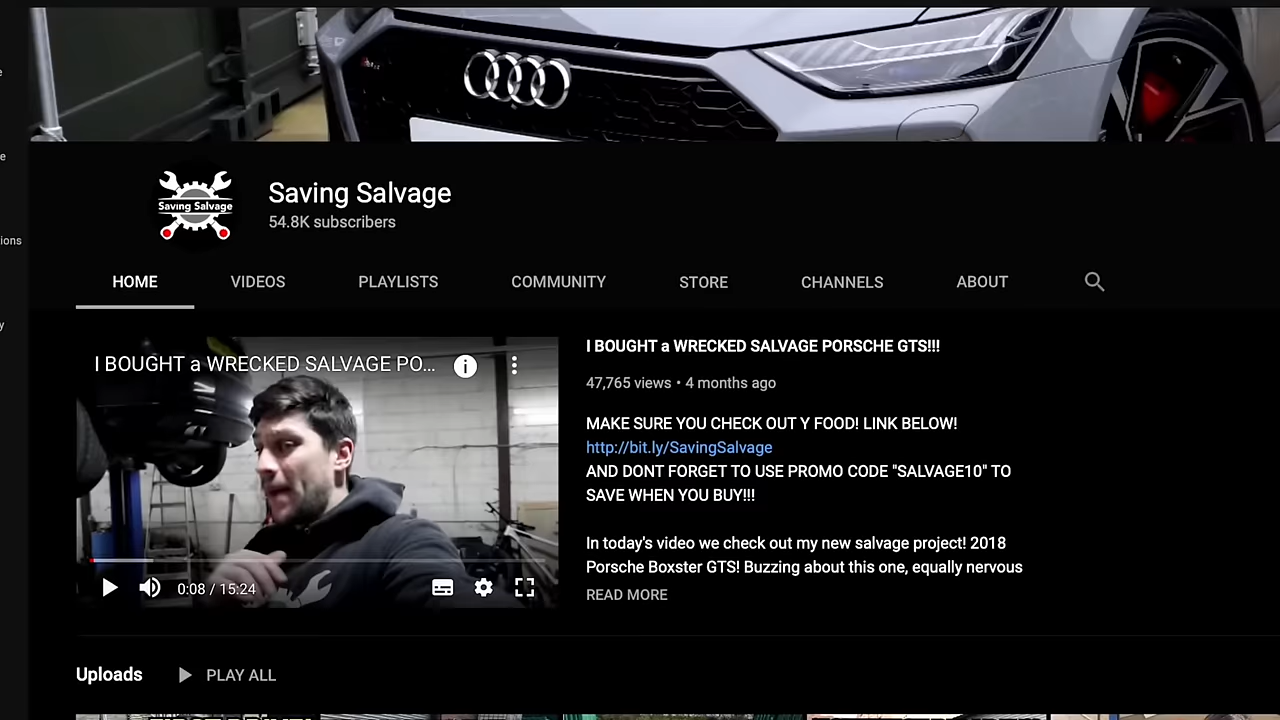 e
e
Saving Salvage
Saving Salvage
54.8K subscribers
ions
HOME VIDEOS PLAYLISTS COMMUNITY STORE CHANNELS ABOUT
y
I BOUGHT a WRECKED SALVAGE PO...
I BOUGHT a WRECKED SALVAGE PORSCHE GTS!!!
47,765 views • 4 months ago
MAKE SURE YOU CHECK OUT Y FOOD! LINK BELOW!
http://bit.ly/SavingSalvage
AND DONT FORGET TO USE PROMO CODE "SALVAGE10" TO
SAVE WHEN YOU BUY!!!
In today's video we check out my new salvage project! 2018
Porsche Boxster GTS! Buzzing about this one, equally nervous
READ MORE
0:08 / 15:24
Uploads PLAY ALL